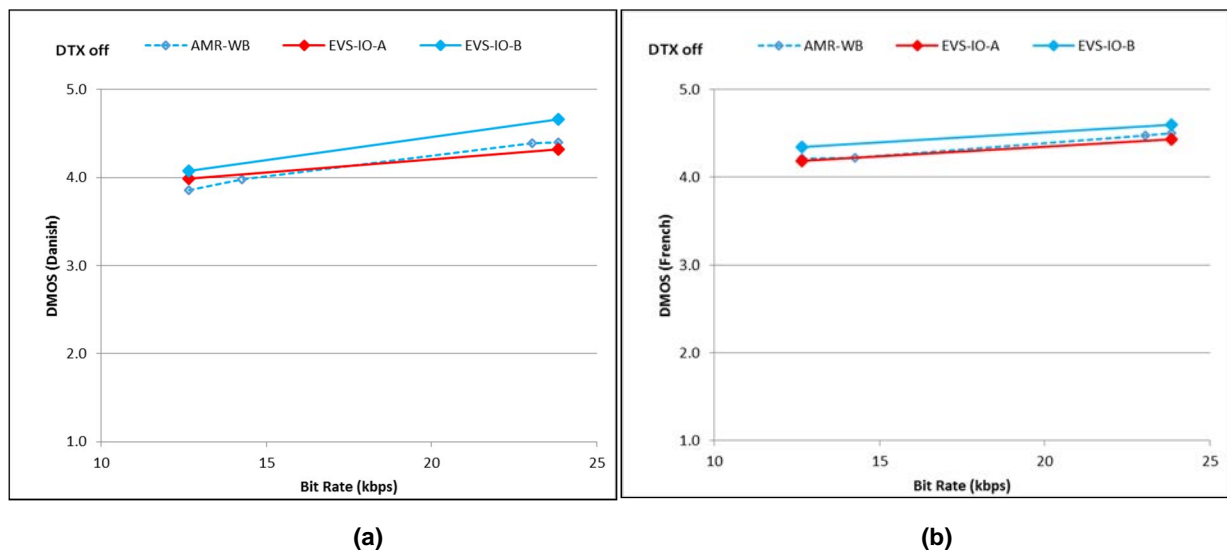 DTX off
AMR-WB
EVS-IO-A
EVS-IO-B
5.0
4.0
3.0
2.0
1.0
DMOS (Danish)
10
15
20
25
Bit Rate (kbps)
(a)
DTX off
AMR-WB
EVS-IO-A
EVS-IO-B
5.0
4.0
3.0
2.0
1.0
DMOS (French)
10
15
20
25
Bit Rate (kbps)
(b)